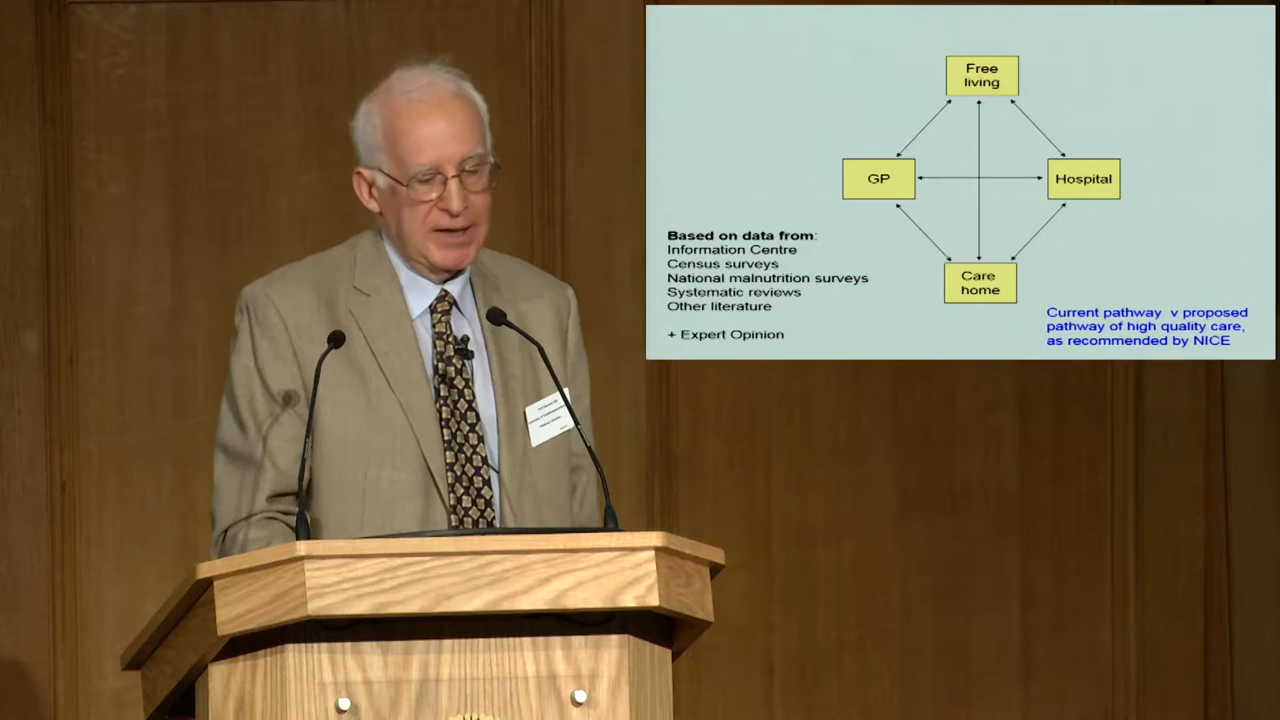 Free
living
GP
Hospital
Care
home
Based on data from:
Information Centre
Census surveys
National malnutrition surveys
Systematic reviews
Other literature
+ Expert Opinion
Current pathway v proposed
pathway of high quality care,
as recommended by NICE